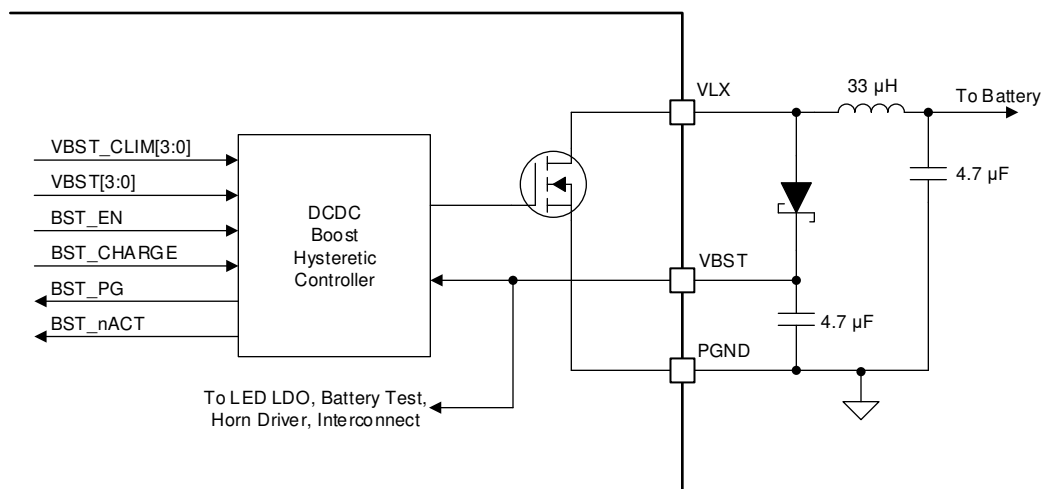 VLX
33 µH
To Battery
VBST_CLIM[3:0]
VBST[3:0]
BST_EN
BST_CHARGE
BST_PG
BST_nACT
DCDC
Boost
Hysteretic
Controller
4.7 µF
VBST
4.7 µF
PGND
To LED LDO, Battery Test,
Horn Driver, Interconnect